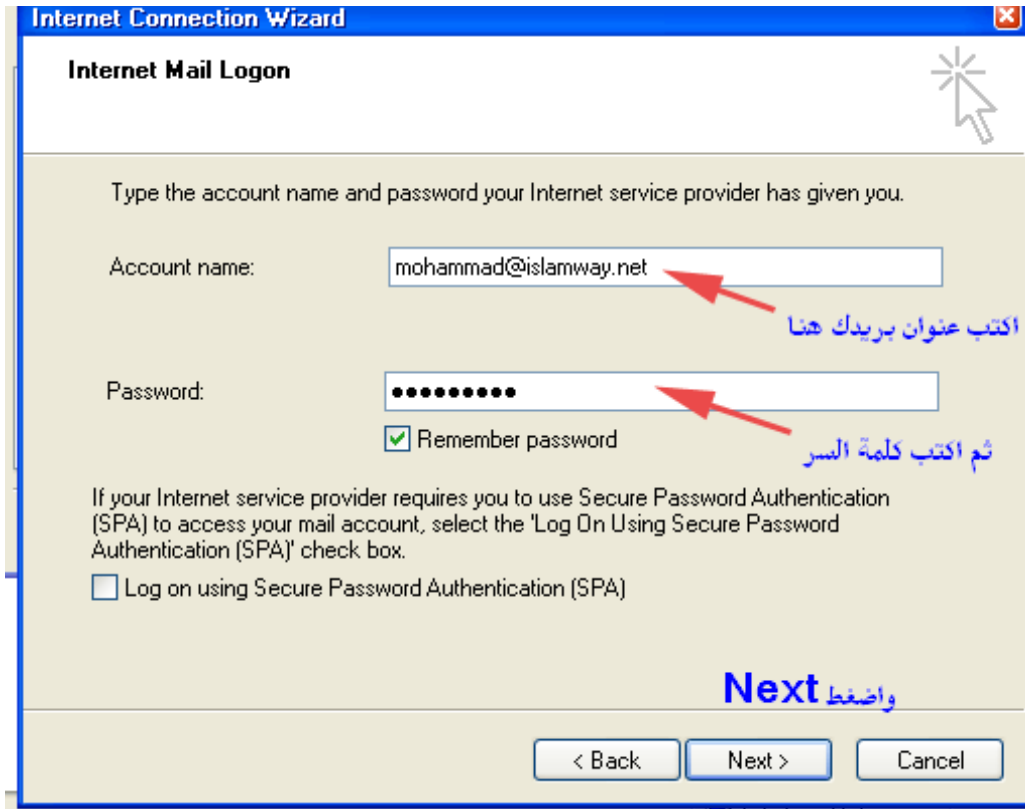 Internet Connection Wizard
Internet Mail Logon
Type the account name and password your Internet service provider has given you.
Account name:
mohammad@islamway.net
اكتب عنوان بريدك هنا
Password:
●●●●●●●●●
Remember password
ثم اكتب كلمة السر
If your Internet service provider requires you to use Secure Password Authentication
(SPA) to access your mail account, select the 'Log On Using Secure Password
Authentication (SPA)' check box.
Log on using Secure Password Authentication (SPA)
واضغط Next
< Back
Next >
Cancel